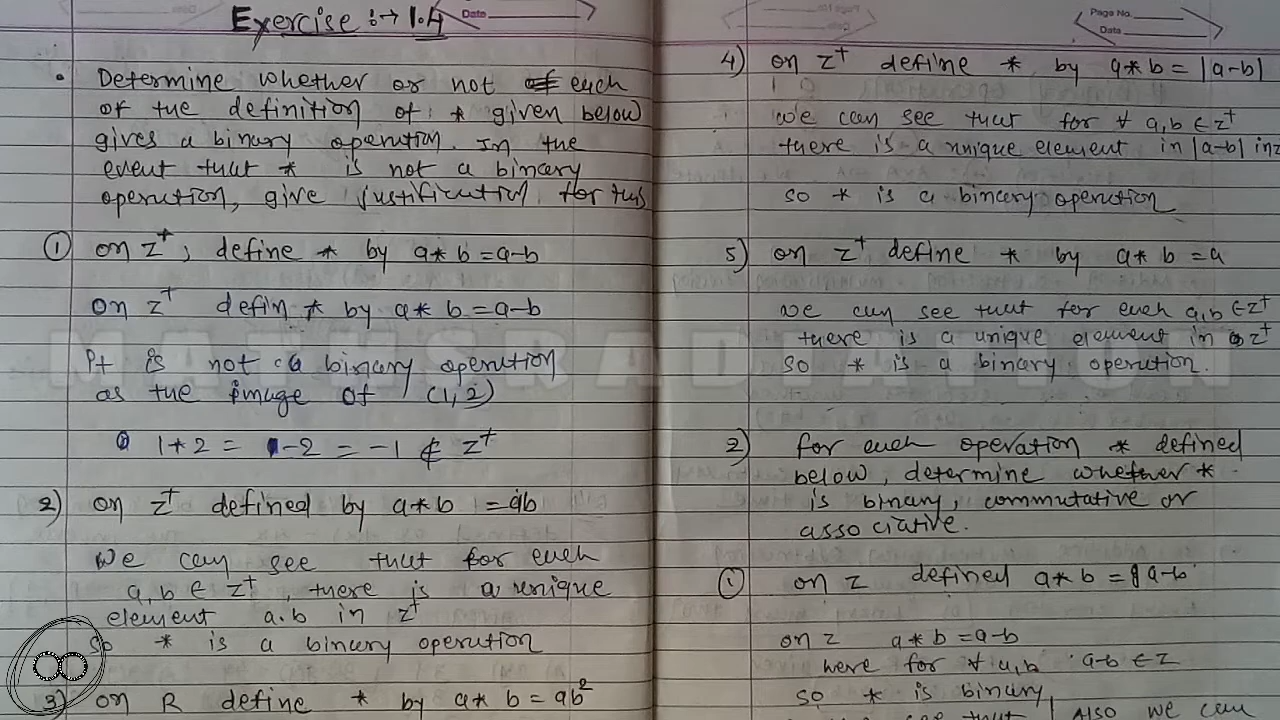 Exercise :→ 1.4
Data
• Determine whether or not each
of the definition of * given below
gives a binary operation. In the
event that * is not a binary
operation, give justification for this
① on Z⁺, define * by a*b = a-b
on Z⁺ defin * by a*b = a-b
It is not a binary operation
as the image of (1,2)
1*2 = 1-2 = -1 ∉ Z⁺
2) on Z⁺ defined by a*b = ab
We can see that for each
a,b ∈ Z⁺, there is a unique
element a.b in Z⁺
So * is a binary operation
3) on R define * by a*b = ab²
Page No.
Data
4) on Z⁺ define * by a*b = |a-b|
we can see that for ∀ a,b ∈ Z⁺
there is a unique element in |a-b| in Z
so * is a binary operation
5) on Z⁺ define * by a*b = a
we can see that for each a,b ∈ Z⁺
there is a unique element in Z⁺
so * is a binary operation.
2) for each operation * defined
below, determine whether *
is binary, commutative or
associative.
① on Z defined a*b = a-b
on Z a*b = a-b
here for ∀ a,b a-b ∈ Z
so * is binary
see that | Also we can
MATHS RADIATION